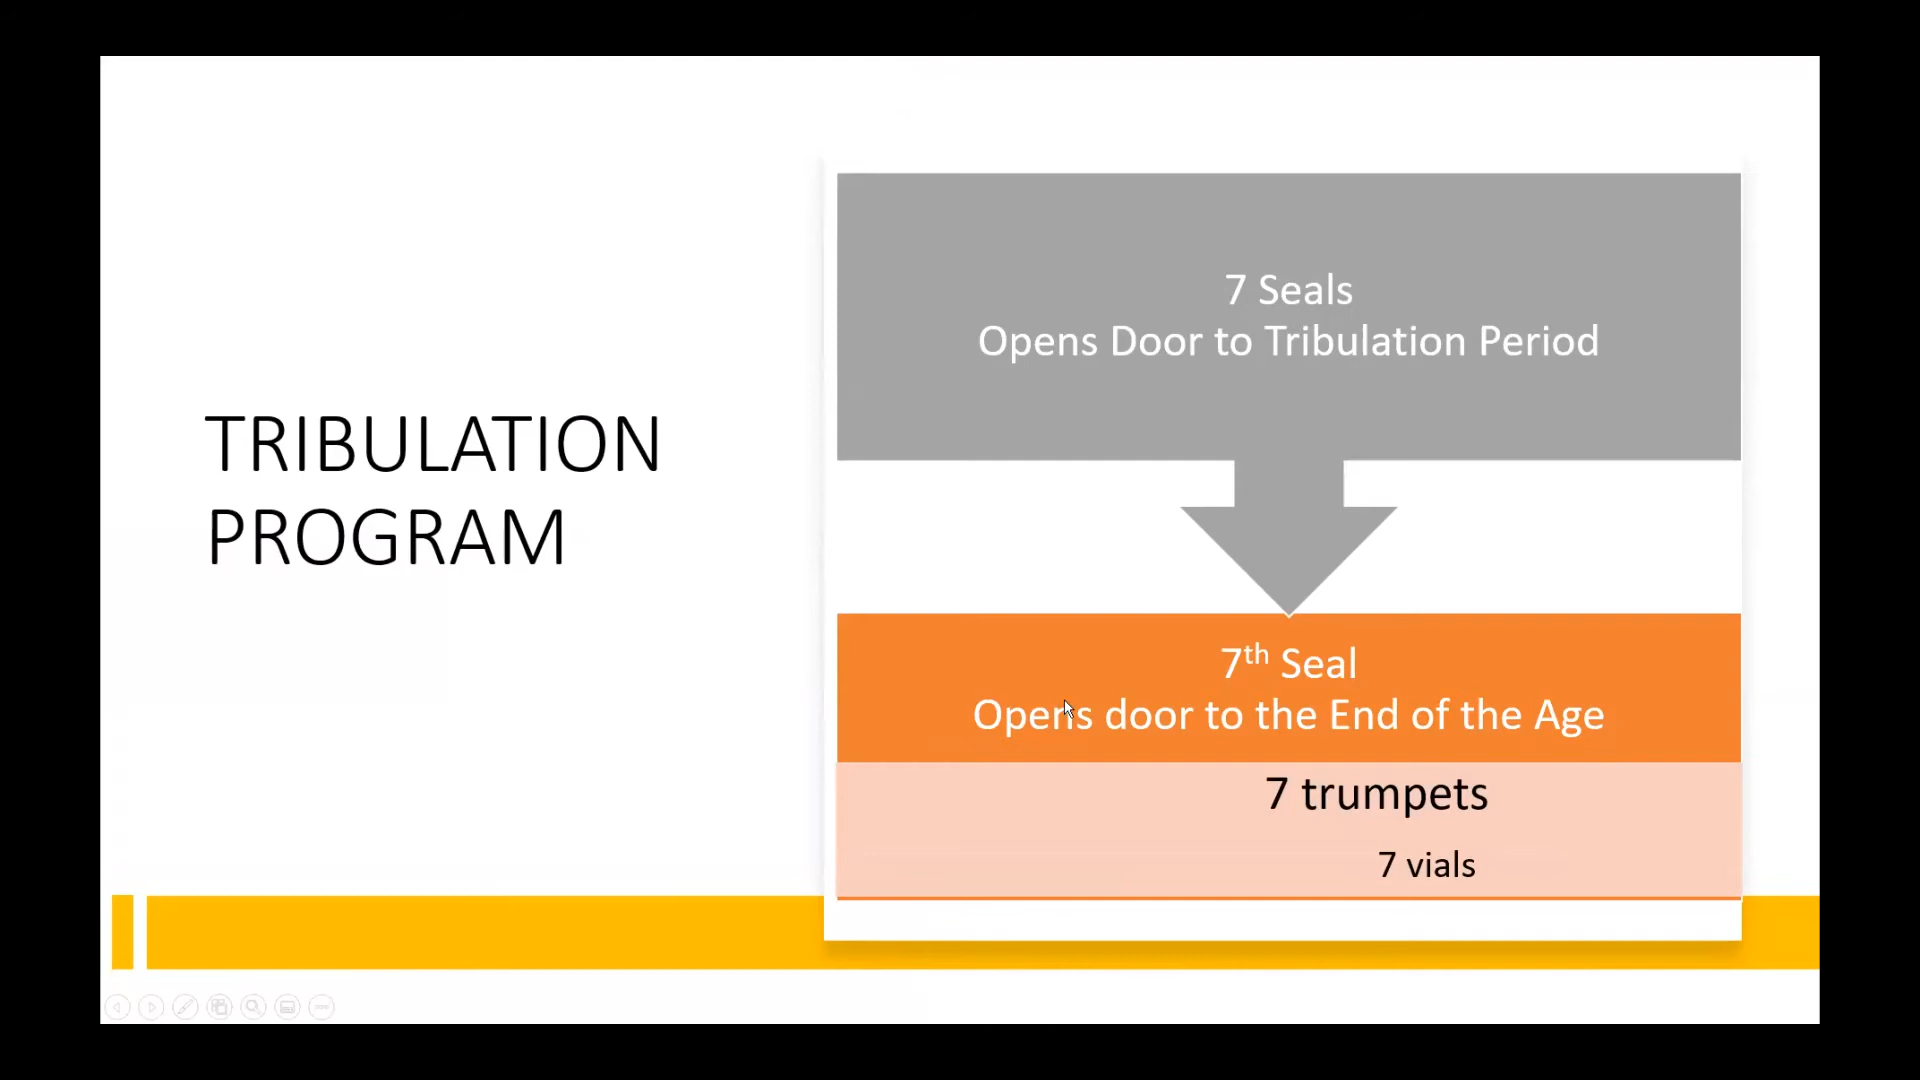 TRIBULATION
PROGRAM
7 Seals
Opens Door to Tribulation Period
7th Seal
Opens door to the End of the Age
7 trumpets
7 vials